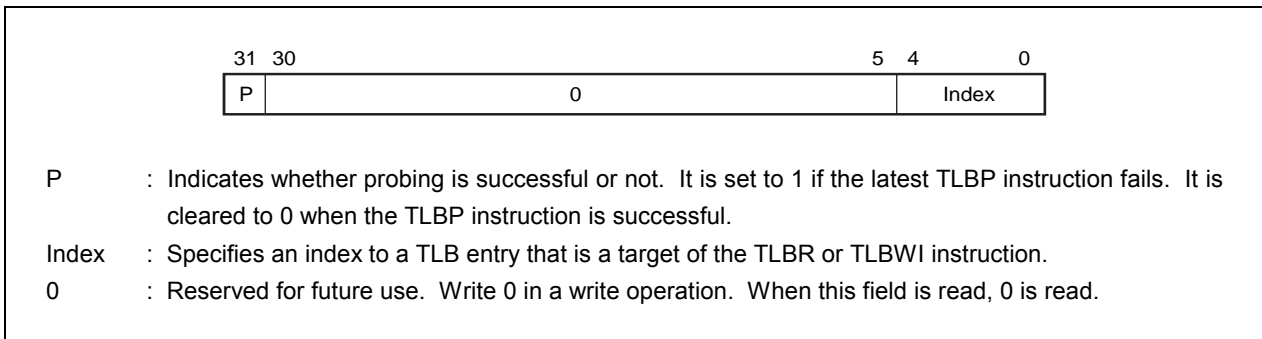 31 30 5 4 0
P 0 Index
P : Indicates whether probing is successful or not. It is set to 1 if the latest TLBP instruction fails. It is
cleared to 0 when the TLBP instruction is successful.
Index : Specifies an index to a TLB entry that is a target of the TLBR or TLBWI instruction.
0 : Reserved for future use. Write 0 in a write operation. When this field is read, 0 is read.